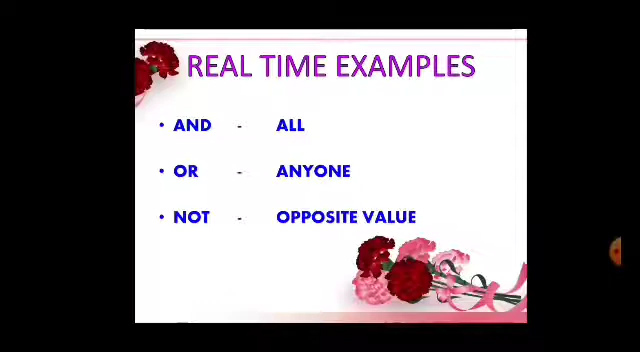 REAL TIME EXAMPLES
• AND - ALL
• OR - ANYONE
• NOT - OPPOSITE VALUE